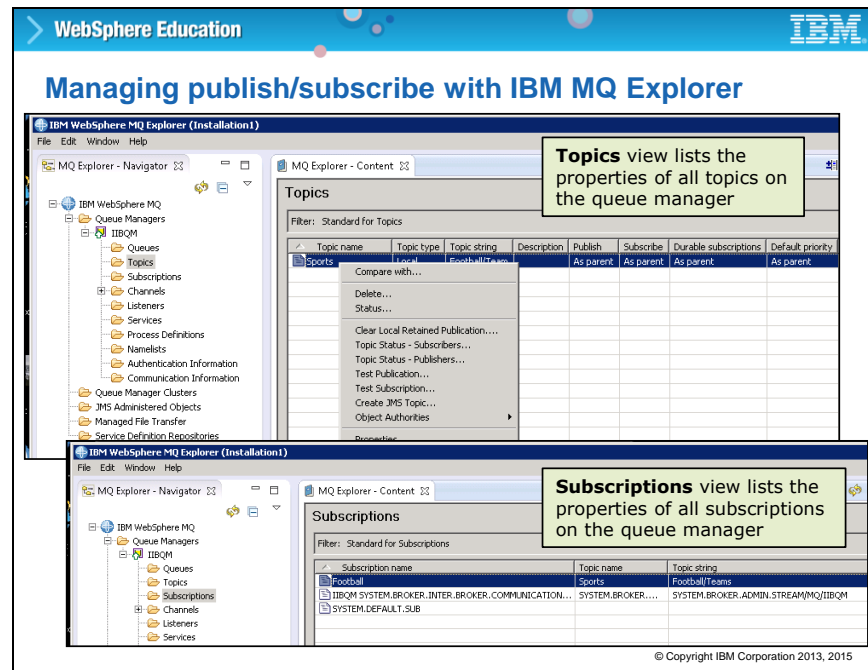 WebSphere Education
IBM
Managing publish/subscribe with IBM MQ Explorer
IBM WebSphere MQ Explorer (Installation1)
File Edit Window Help
MQ Explorer - Navigator
IBM WebSphere MQ
Queue Managers
IIBQM
Queues
Topics
Subscriptions
Channels
Listeners
Services
Process Definitions
Namelists
Authentication Information
Communication Information
Queue Manager Clusters
JMS Administered Objects
Managed File Transfer
Service Definition Repositories
MQ Explorer - Content
Topics
Filter: Standard for Topics
Topic name Topic type Topic string Description Publish Subscribe Durable subscriptions Default priority
Sports Local Football/Team As parent As parent As parent As parent
Compare with...
Delete...
Status...
Clear Local Retained Publication....
Topic Status - Subscribers...
Topic Status - Publishers...
Test Publication...
Test Subscription...
Create JMS Topic...
Object Authorities
Properties
Topics view lists the
properties of all topics on
the queue manager
IBM WebSphere MQ Explorer (Installation1)
File Edit Window Help
MQ Explorer - Navigator
IBM WebSphere MQ
Queue Managers
IIBQM
Queues
Topics
Subscriptions
Channels
Listeners
Services
MQ Explorer - Content
Subscriptions
Filter: Standard for Subscriptions
Subscription name Topic name Topic string
Football Sports Football/Teams
IIBQM SYSTEM.BROKER.INTER.BROKER.COMMUNICATION... SYSTEM.BROKER.... SYSTEM.BROKER.ADMIN.STREAM/MQ/IIBQM
SYSTEM.DEFAULT.SUB
Subscriptions view lists the
properties of all subscriptions
on the queue manager
© Copyright IBM Corporation 2013, 2015